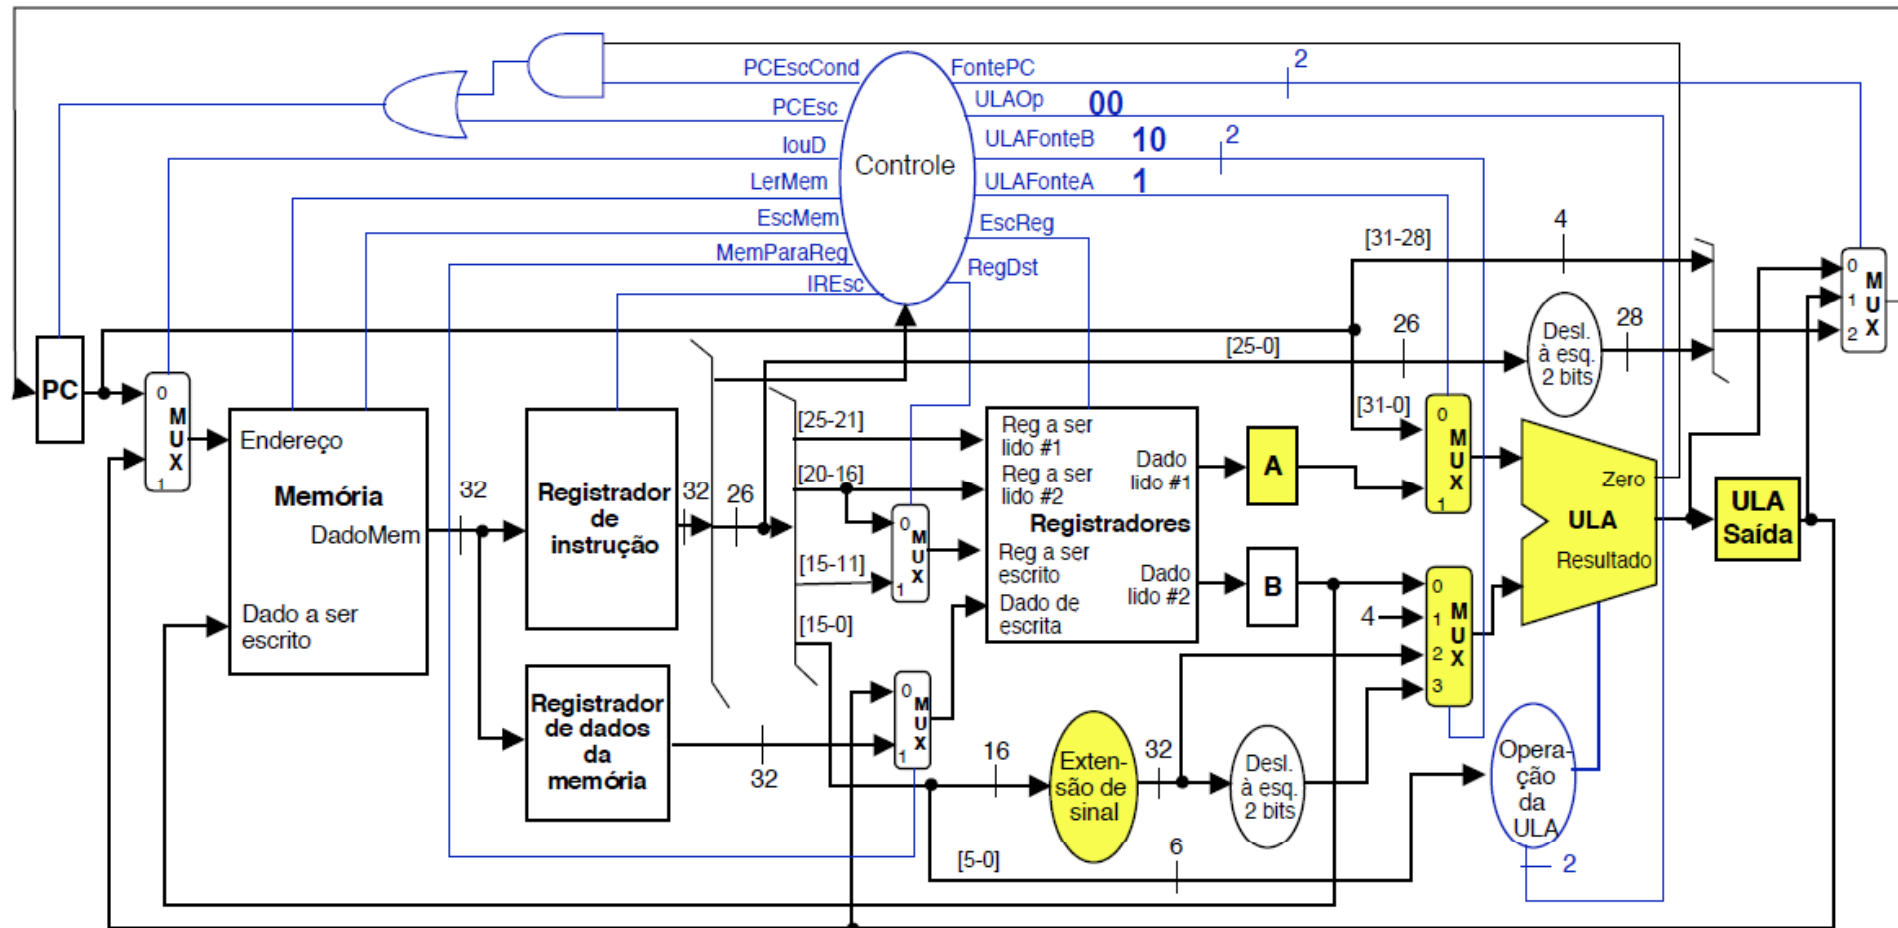 PCEscCond
PCEsc
IouD
LerMem
EscMem
MemParaReg
IREsc
Controle
FontePC
2
ULAOp 00
ULAFonteB 10
2
ULAFonteA 1
EscReg
RegDst
[31-28]
4
26
[25-0]
Desl.
à esq.
2 bits
28
0
1
2
M
U
X
PC
0
M
U
X
1
Endereço
Memória
DadoMem
Dado a ser
escrito
32
Registrador
de
instrução
32
26
Registrador
de dados
da
memória
32
[25-21]
[20-16]
[15-11]
[15-0]
0
M
U
X
1
0
M
U
X
1
Reg a ser
lido #1
Reg a ser
lido #2
Registradores
Reg a ser
escrito
Dado de
escrita
Dado
lido #1
Dado
lido #2
A
B
[31-0]
0
M
U
X
1
4
0
1
2
3
M
U
X
Zero
ULA
Resultado
ULA
Saída
16
Exten-
são de
sinal
32
Desl.
à esq.
2 bits
[5-0]
6
Opera-
ção
da
ULA
2